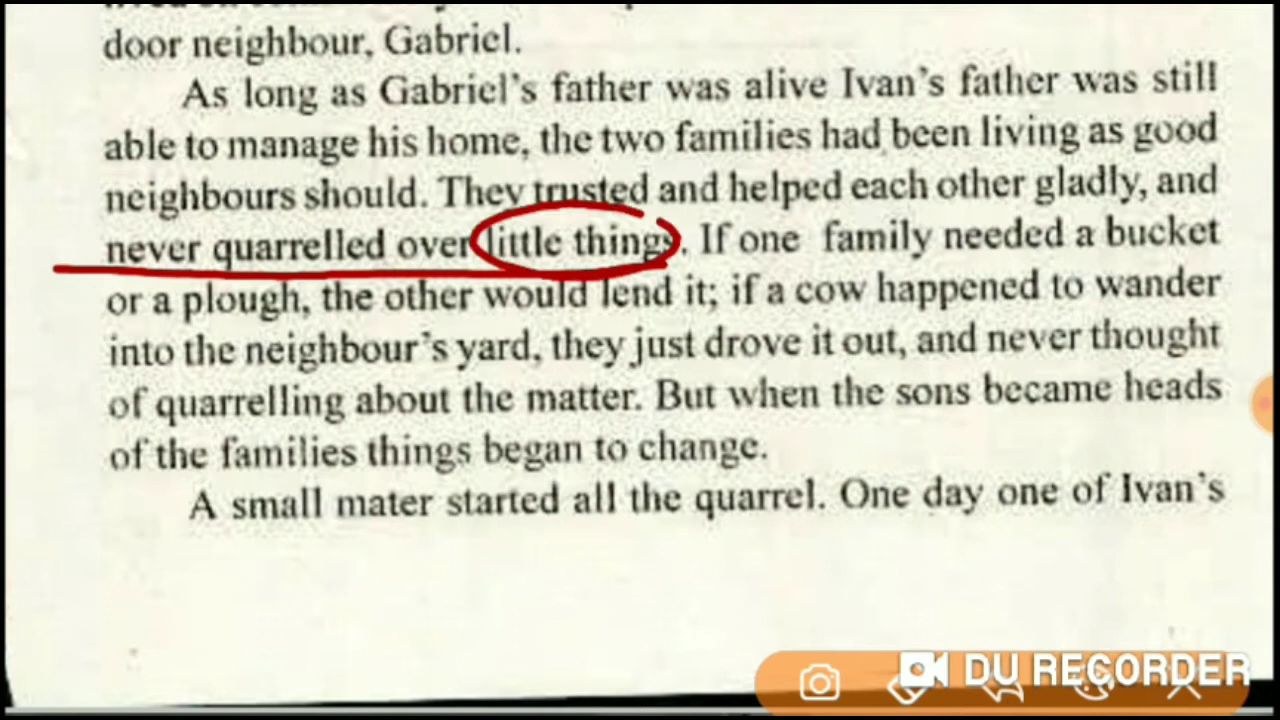 door neighbour, Gabriel.
As long as Gabriel's father was alive Ivan's father was still
able to manage his home, the two families had been living as good
neighbours should. They trusted and helped each other gladly, and
never quarrelled over little things. If one family needed a bucket
or a plough, the other would lend it; if a cow happened to wander
into the neighbour's yard, they just drove it out, and never thought
of quarrelling about the matter. But when the sons became heads
of the families things began to change.
A small mater started all the quarrel. One day one of Ivan's
DU RECORDER